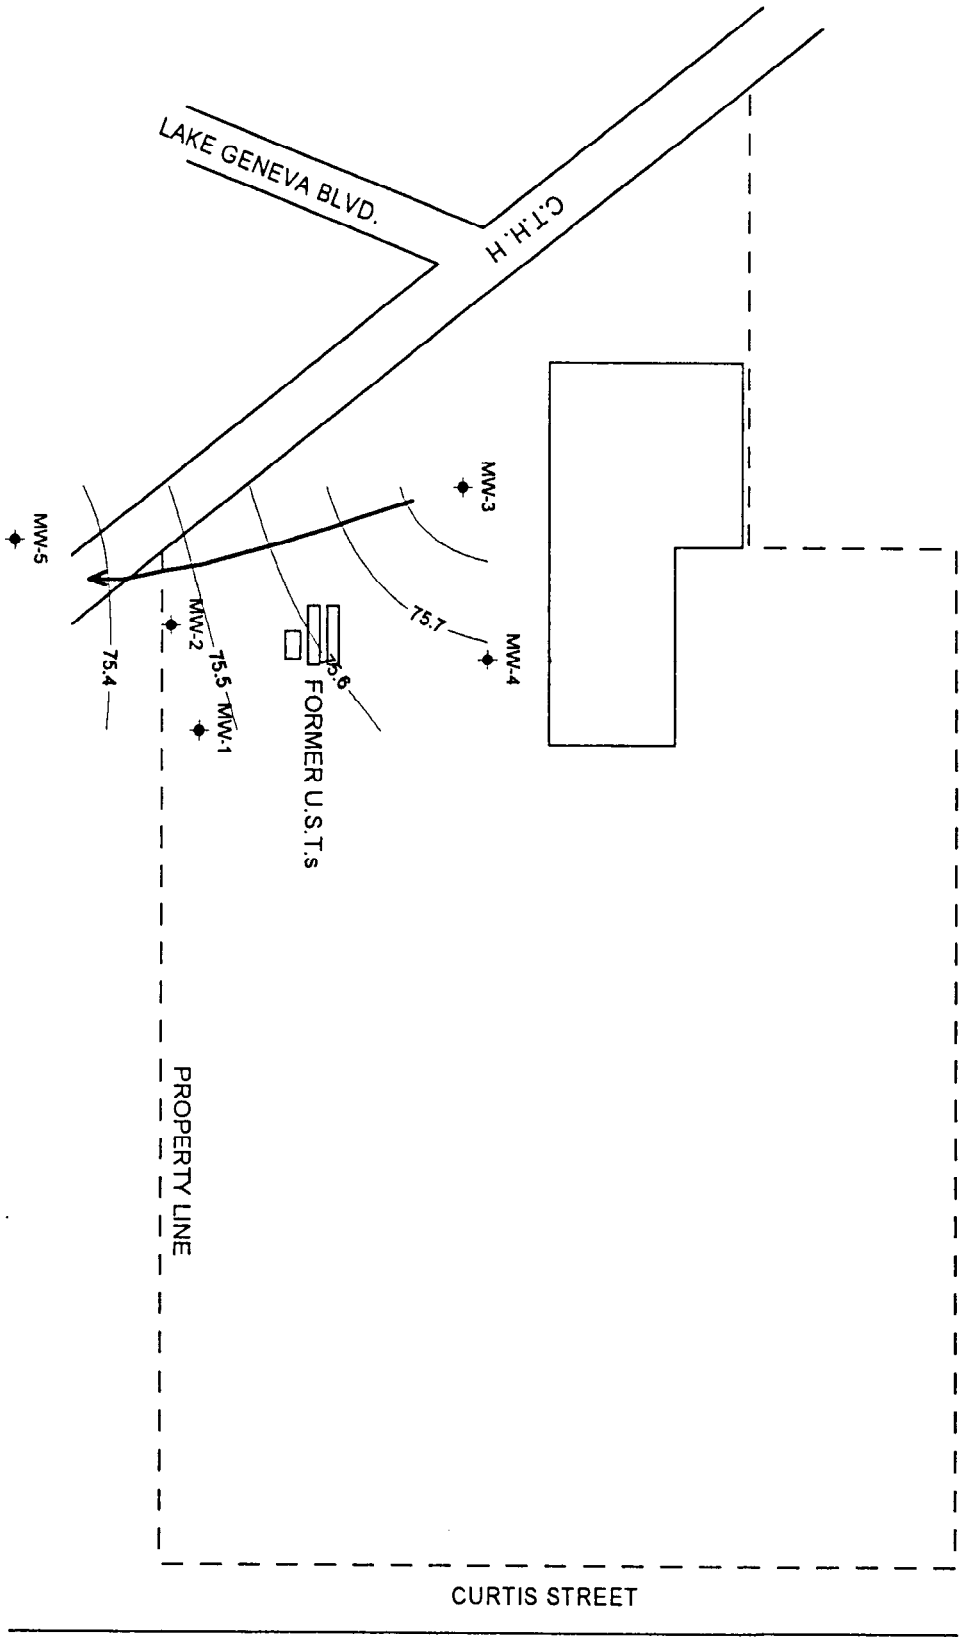 LAKE GENEVA BLVD.
C.T.H. H
MW-3
MW-5
MW-2
75.7
MW-4
75.4
75.5
75.6
MW-1
FORMER U.S.T.s
PROPERTY LINE
CURTIS STREET